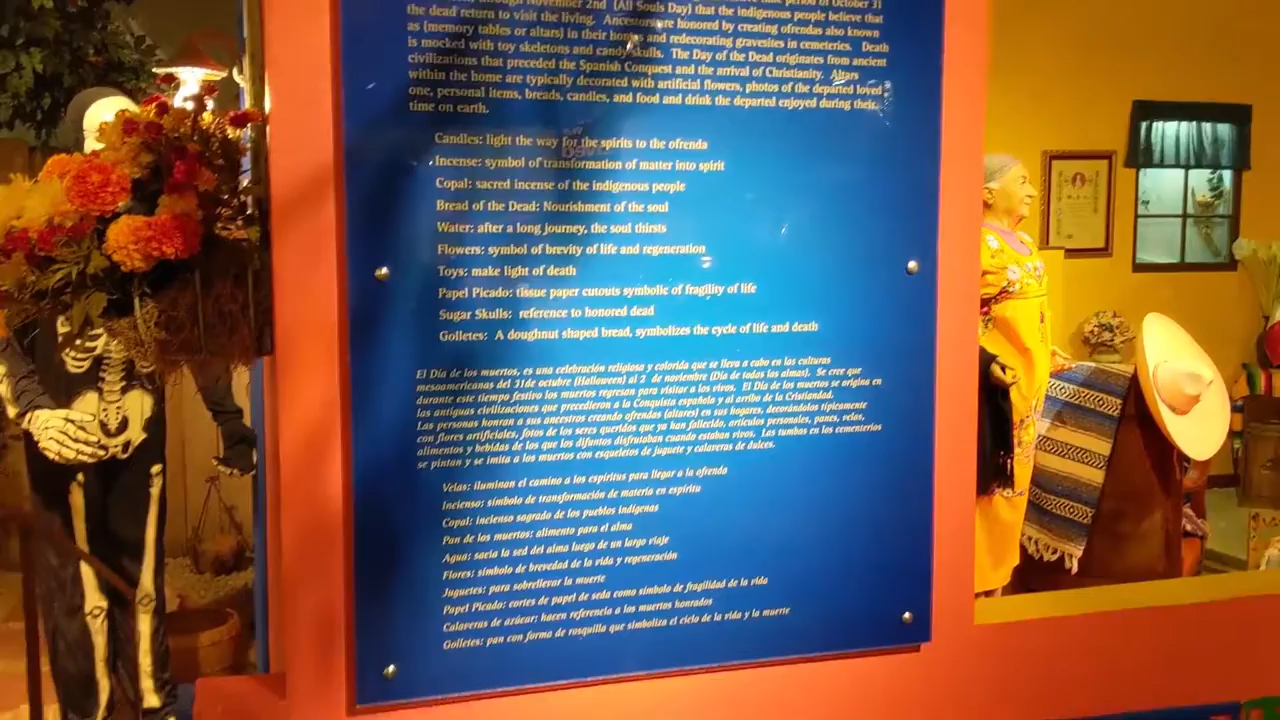 through November 2nd (All Souls Day) that the indigenous people believe that
the dead return to visit the living. Ancestors are honored by creating ofrendas also known
as (memory tables or altars) in their homes and redecorating gravesites in cemeteries. Death
is mocked with toy skeletons and candy skulls. The Day of the Dead originates from ancient
civilizations that preceded the Spanish Conquest and the arrival of Christianity. Altars
within the home are typically decorated with artificial flowers, photos of the departed loved
one, personal items, breads, candles, and food and drink the departed enjoyed during their
time on earth.
Candles: light the way for the spirits to the ofrenda
Incense: symbol of transformation of matter into spirit
Copal: sacred incense of the indigenous people
Bread of the Dead: Nourishment of the soul
Water: after a long journey, the soul thirsts
Flowers: symbol of brevity of life and regeneration
Toys: make light of death
Papel Picado: tissue paper cutouts symbolic of fragility of life
Sugar Skulls: reference to honored dead
Golletes: A doughnut shaped bread, symbolizes the cycle of life and death
El Día de los muertos, es una celebración religiosa y colorida que se lleva a cabo en las culturas
mesoamericanas del 31de octubre (Halloween) al 2 de noviembre (Día de todas las almas). Se cree que
durante este tiempo festivo los muertos regresan para visitar a los vivos. El Día de los muertos se origina en
las antiguas civilizaciones que precedieron a la Conquista española y al arribo de la Cristiandad.
Las personas honran a sus ancestros creando ofrendas (altares) en sus hogares, decorándolos típicamente
con flores artificiales, fotos de los seres queridos que ya han fallecido, artículos personales, panes, velas,
alimentos y bebidas de los que los difuntos disfrutaban cuando estaban vivos. Las tumbas en los cementerios
se pintan y se imita a los muertos con esqueletos de juguete y calaveras de dulces.
Velas: iluminan el camino a los espíritus para llegar a la ofrenda
Incienso: símbolo de transformación de materia en espíritu
Copal: incienso sagrado de los pueblos indígenas
Pan de los muertos: alimento para el alma
Agua: sacia la sed del alma luego de un largo viaje
Flores: símbolo de brevedad de la vida y regeneración
Juguetes: para sobrellevar la muerte
Papel Picado: cortes de papel de seda como símbolo de fragilidad de la vida
Calaveras de azúcar: hacen referencia a los muertos honrados
Golletes: pan con forma de rosquilla que simboliza el ciclo de la vida y la muerte